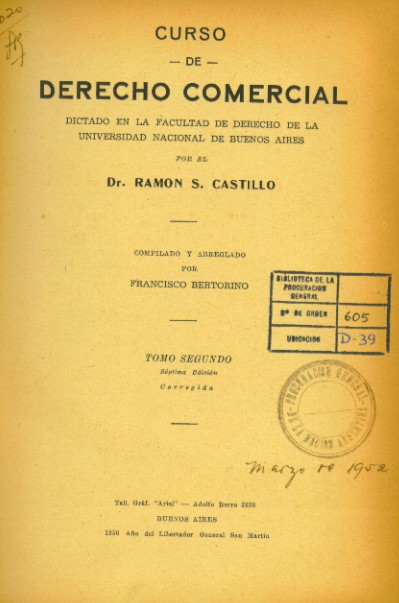 CURSO
— DE —
DERECHO COMERCIAL
DICTADO EN LA FACULTAD DE DERECHO DE LA
UNIVERSIDAD NACIONAL DE BUENOS AIRES
POR EL
Dr. RAMON S. CASTILLO
COMPILADO Y ARREGLADO
POR
FRANCISCO BERTORINO
BIBLIOTECA DE LA
PROCURACION
GENERAL
Nº DE ORDEN 605
UBICACION D-39
TOMO SEGUNDO
Séptima Edición
Corregida
PROCURACION GENERAL
Marzo de 1952
Tall. Gráf. "Ariel" — Adolfo Berro
BUENOS AIRES
1950 Año del Libertador General San Martín